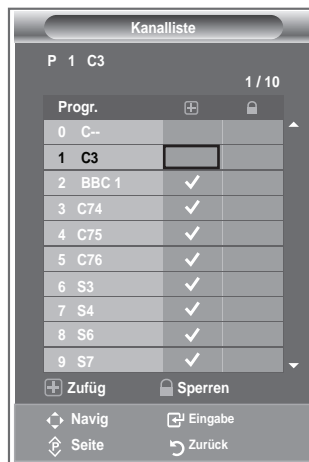 Kanalliste
P 1 C3
1 / 10
Progr.
0 C--
1 C3
2 BBC 1 ✓
3 C74 ✓
4 C75 ✓
5 C76 ✓
6 S3 ✓
7 S4 ✓
8 S6 ✓
9 S7 ✓
Zufüg Sperren
Navig Eingabe
P Seite Zurück